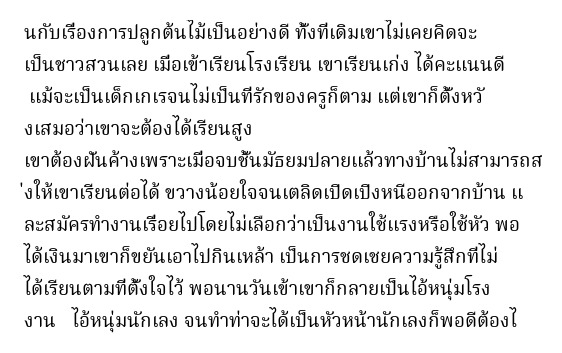 นกับเรื่องการปลูกต้นไม้เป็นอย่างดี ทั้งที่เดิมเขาไม่เคยคิดจะ
เป็นชาวสวนเลย เมื่อเข้าเรียนโรงเรียน เขาเรียนเก่ง ได้คะแนนดี
แม้จะเป็นเด็กเกเรจนไม่เป็นที่รักของครูก็ตาม แต่เขาก็ตั้งหวั
งเสมอว่าเขาจะต้องได้เรียนสูง
เขาต้องฝันค้างเพราะเมื่อจบชั้นมัธยมปลายแล้วทางบ้านไม่สามารถส
่งให้เขาเรียนต่อได้ ขวางน้อยใจจนเตลิดเปิดเปิงหนีออกจากบ้าน แ
ละสมัครทำงานเรื่อยไปโดยไม่เลือกว่าเป็นงานใช้แรงหรือใช้หัว พอ
ได้เงินมาเขาก็ขยันเอาไปกินเหล้า เป็นการชดเชยความรู้สึกที่ไม่
ได้เรียนตามที่ตั้งใจไว้ พอนานวันเข้าเขาก็กลายเป็นไอ้หนุ่มโรง
งาน ไอ้หนุ่มนักเลง จนทำท่าจะได้เป็นหัวหน้านักเลงก็พอดีต้องไ